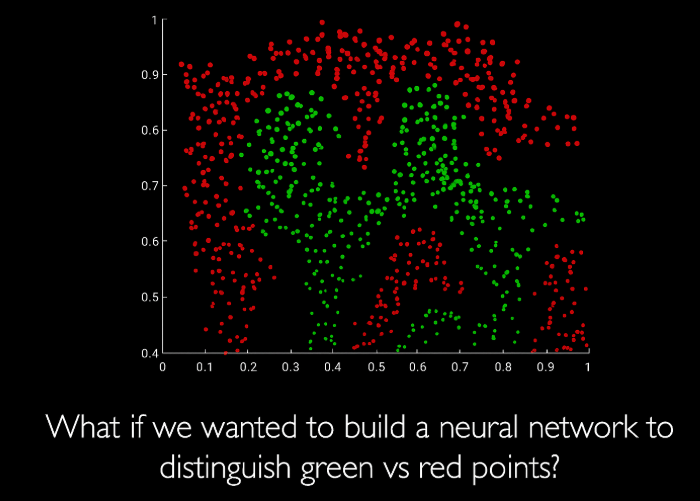 1
0.9
0.6
0.7
0.6
0.5
0.4
0 0.1 0.2 0.3 0.4 0.5 0.6 0.7 0.8 0.9 1
What if we wanted to build a neural network to
distinguish green vs red points?